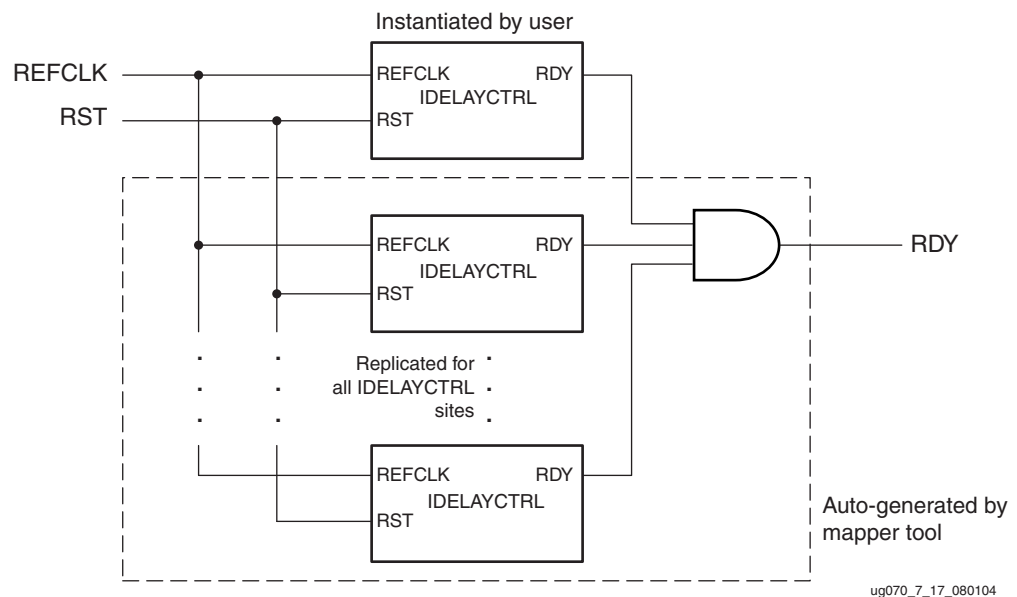 Instantiated by user
REFCLK
REFCLK RDY
IDELAYCTRL
RST
RST
REFCLK RDY
IDELAYCTRL
RST
RDY
Replicated for
all IDELAYCTRL
sites
REFCLK RDY
IDELAYCTRL
RST
Auto-generated by
mapper tool
ug070_7_17_080104